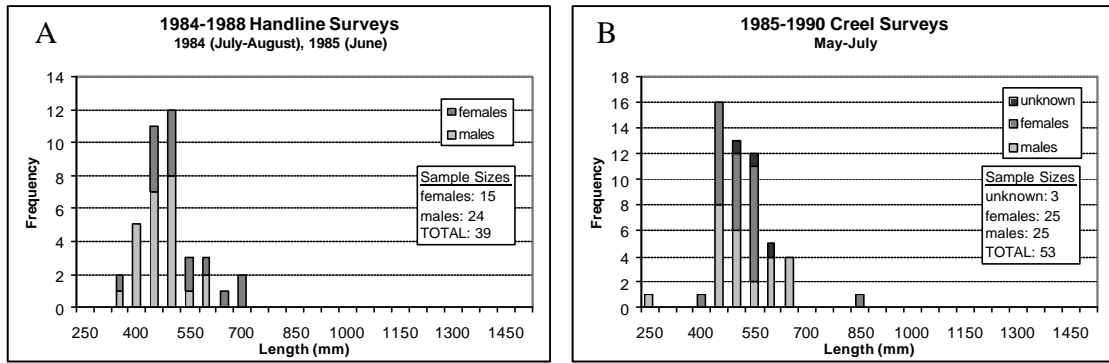 A
1984-1988 Handline Surveys
1984 (July-August), 1985 (June)
14
12
10
8
6
4
2
0
Frequency
females
males
Sample Sizes
females: 15
males: 24
TOTAL: 39
250 400 550 700 850 1000 1150 1300 1450
Length (mm)
B
1985-1990 Creel Surveys
May-July
18
16
14
12
10
8
6
4
2
0
Frequency
unknown
females
males
Sample Sizes
unknown: 3
females: 25
males: 25
TOTAL: 53
250 400 550 700 850 1000 1150 1300 1450
Length (mm)